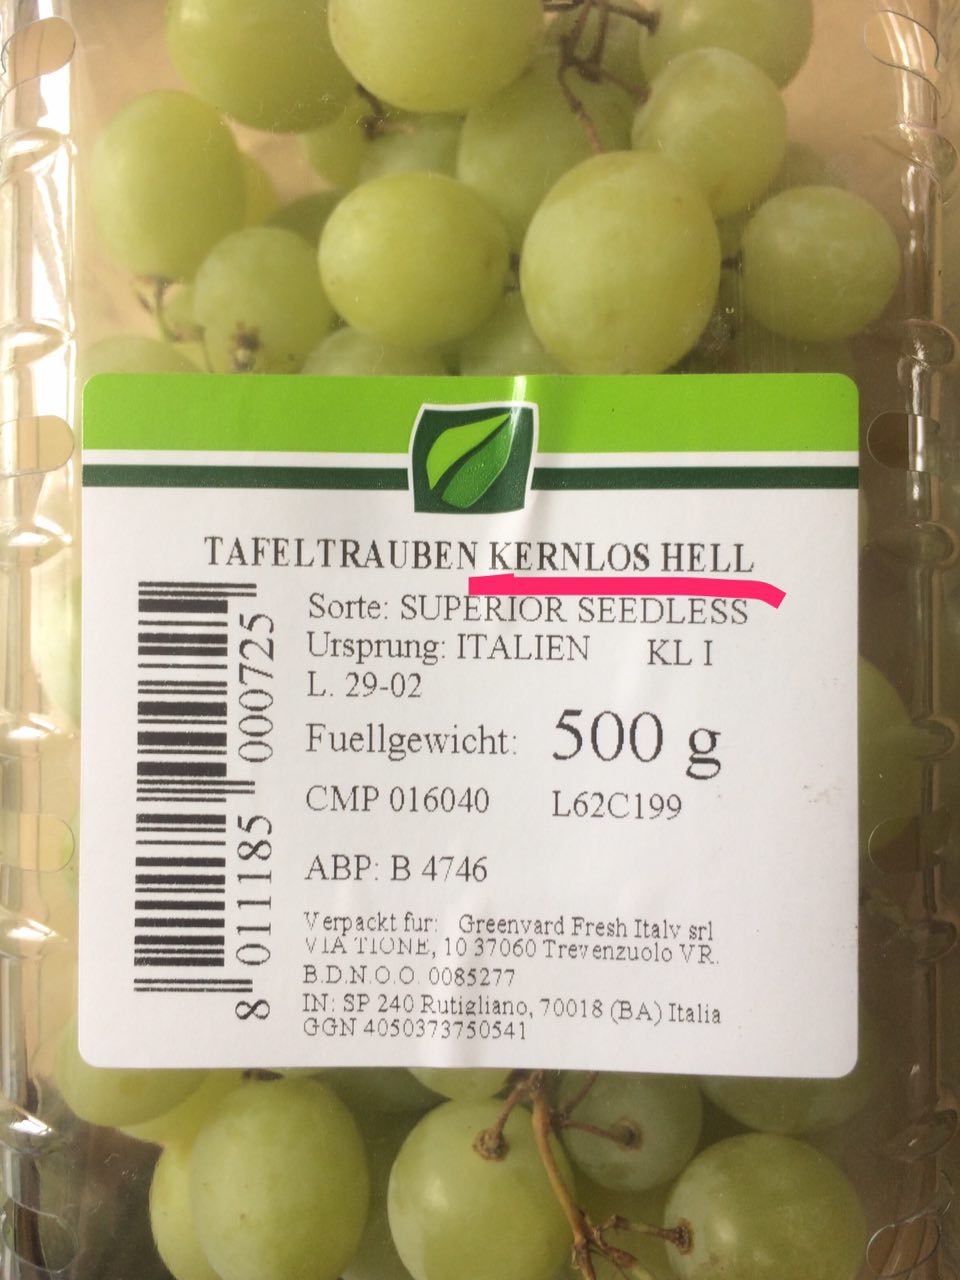 TAFELTRAUBEN KERNLOS HELL
Sorte: SUPERIOR SEEDLESS
Ursprung: ITALIEN KL I
L. 29-02
Fuellgewicht: 500 g
CMP 016040 L62C199
ABP: B 4746
Verpackt fur: Greenvard Fresh Italv srl
VIA TIONE, 10 37060 Trevenzuolo VR.
B.D.N.O.O. 0085277
IN: SP 240 Rutigliano, 70018 (BA) Italia
GGN 4050373750541
8 011185 000725